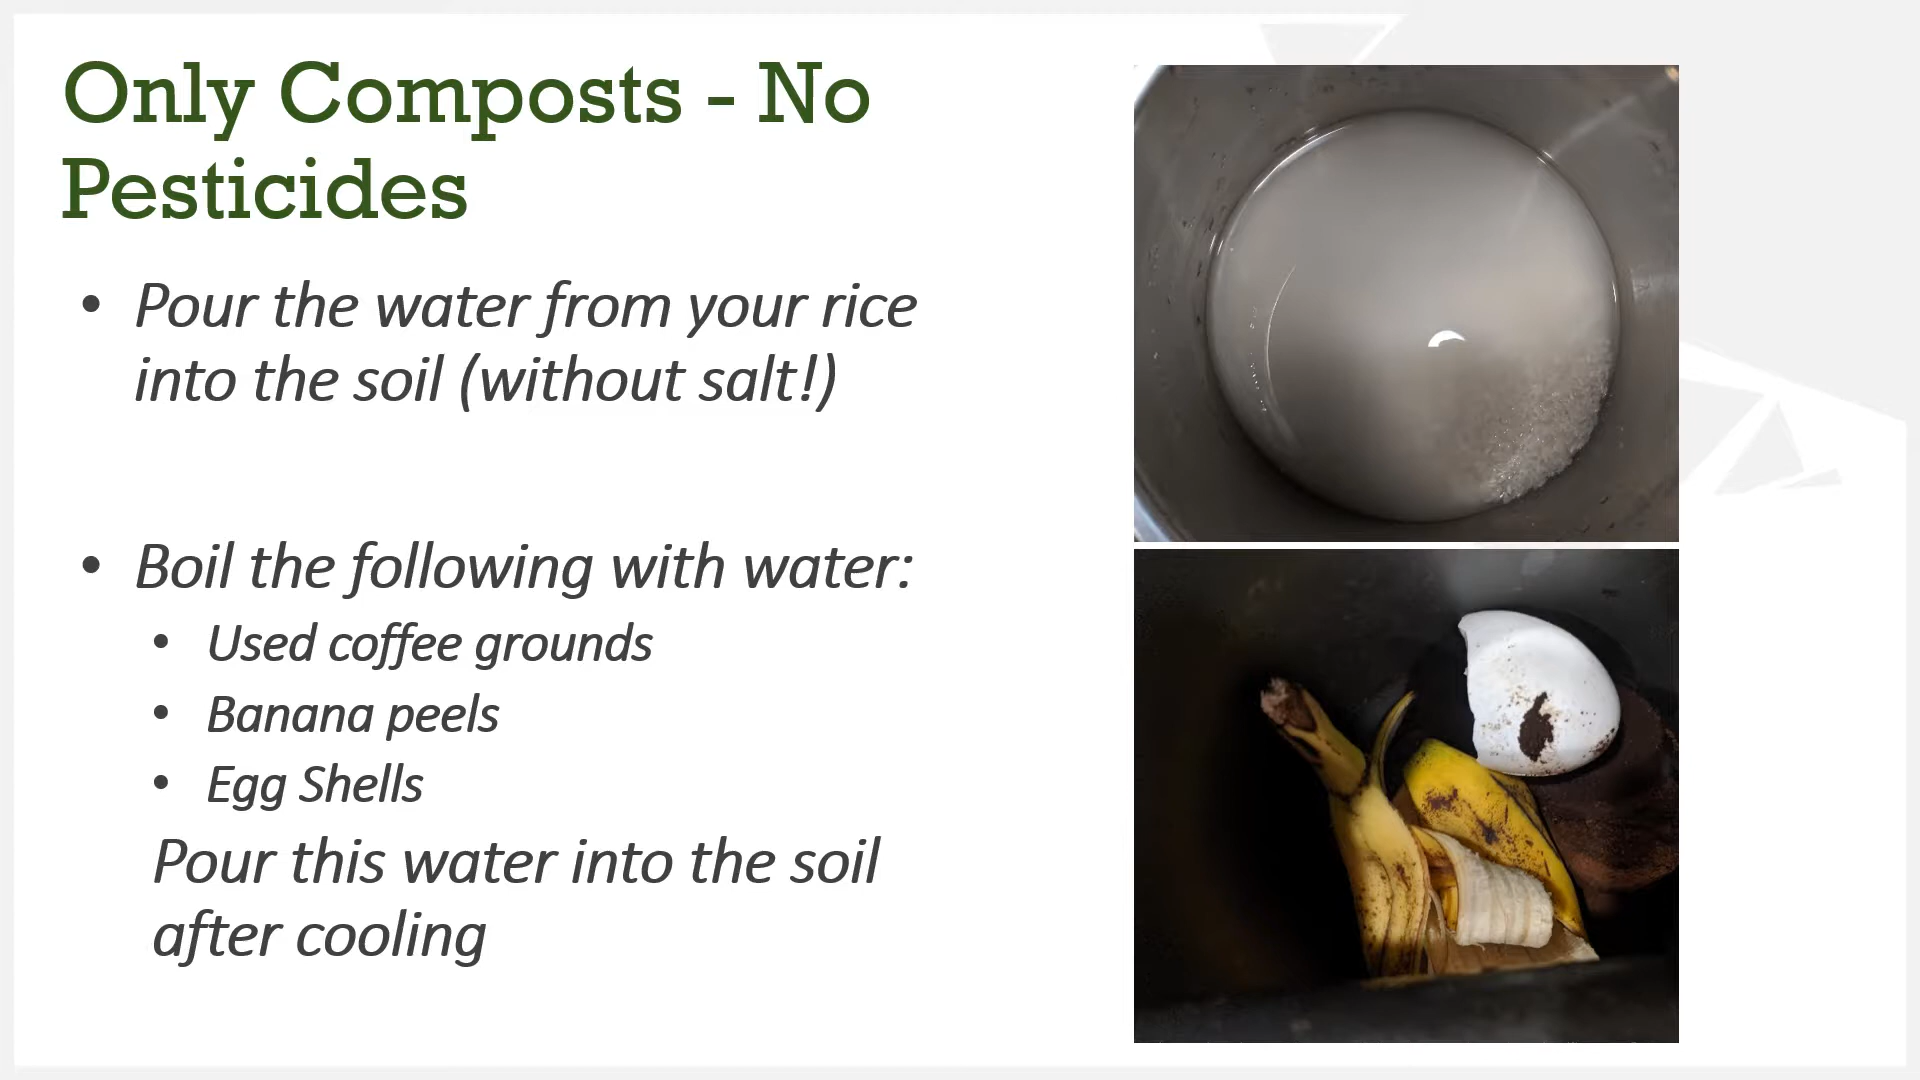 Only Composts - No
Pesticides
• Pour the water from your rice
into the soil (without salt!)
• Boil the following with water:
• Used coffee grounds
• Banana peels
• Egg Shells
Pour this water into the soil
after cooling